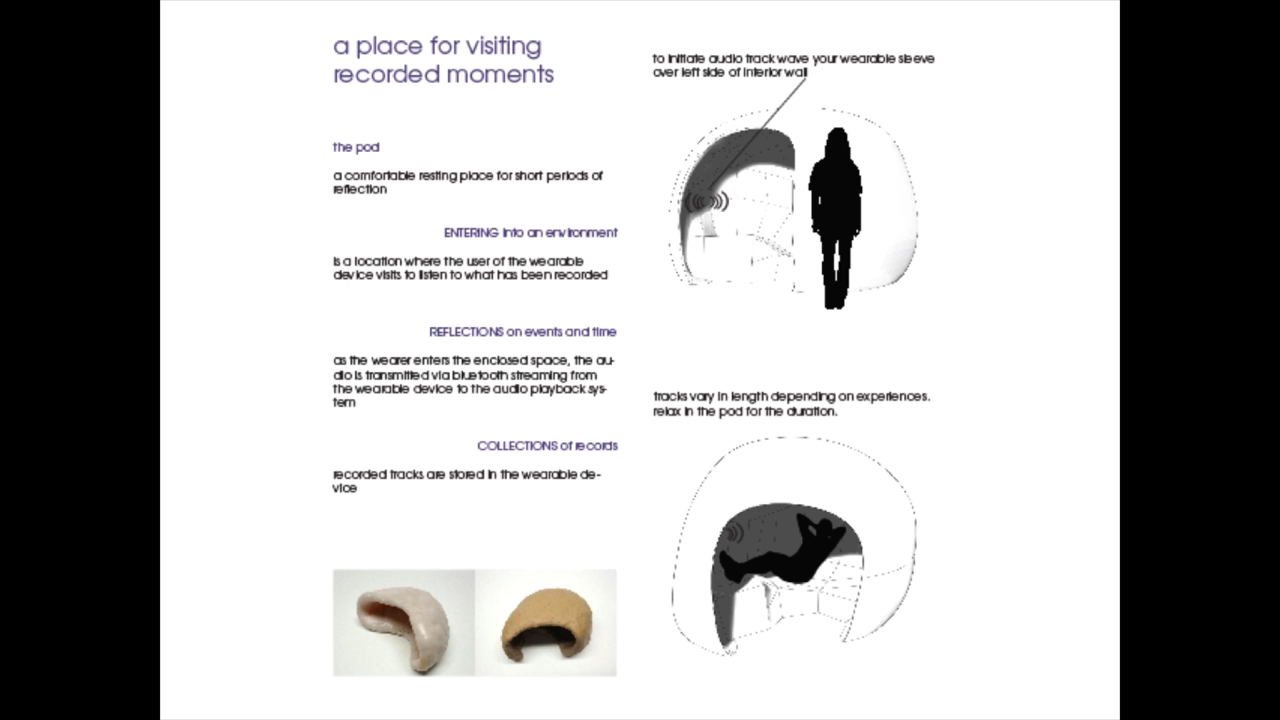 a place for visiting
recorded moments
the pod
a comfortable resting place for short periods of
reflection
ENTERING into an environment
is a location where the user of the wearable
device visits to listen to what has been recorded
REFLECTIONS on events and time
as the wearer enters the enclosed space, the au-
dio is transmitted via bluetooth streaming from
the wearable device to the audio playback sys-
tem
COLLECTIONS of records
recorded tracks are stored in the wearable de-
vice
to initiate audio track wave your wearable sleeve
over left side of interior wall
tracks vary in length depending on experiences.
relax in the pod for the duration.